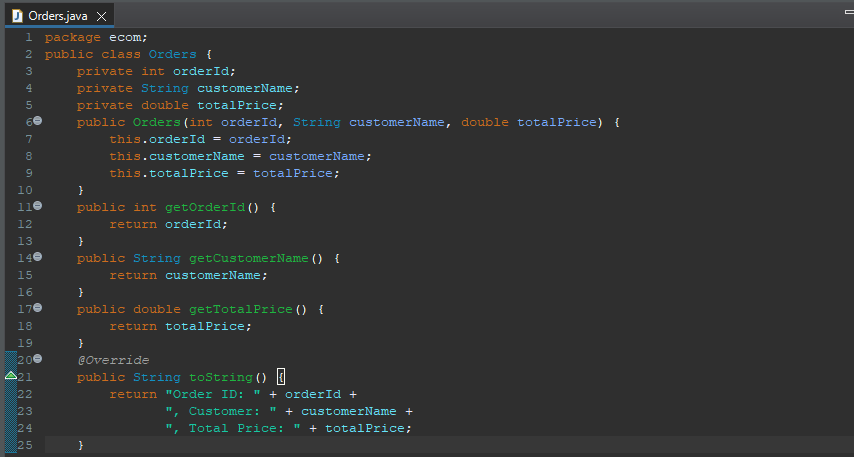 Orders.java
1 package ecom;
2 public class Orders {
3     private int orderId;
4     private String customerName;
5     private double totalPrice;
6     public Orders(int orderId, String customerName, double totalPrice) {
7         this.orderId = orderId;
8         this.customerName = customerName;
9         this.totalPrice = totalPrice;
10     }
11     public int getOrderId() {
12         return orderId;
13     }
14     public String getCustomerName() {
15         return customerName;
16     }
17     public double getTotalPrice() {
18         return totalPrice;
19     }
20     @Override
21     public String toString() {
22         return "Order ID: " + orderId +
23                ", Customer: " + customerName +
24                ", Total Price: " + totalPrice;
25     }